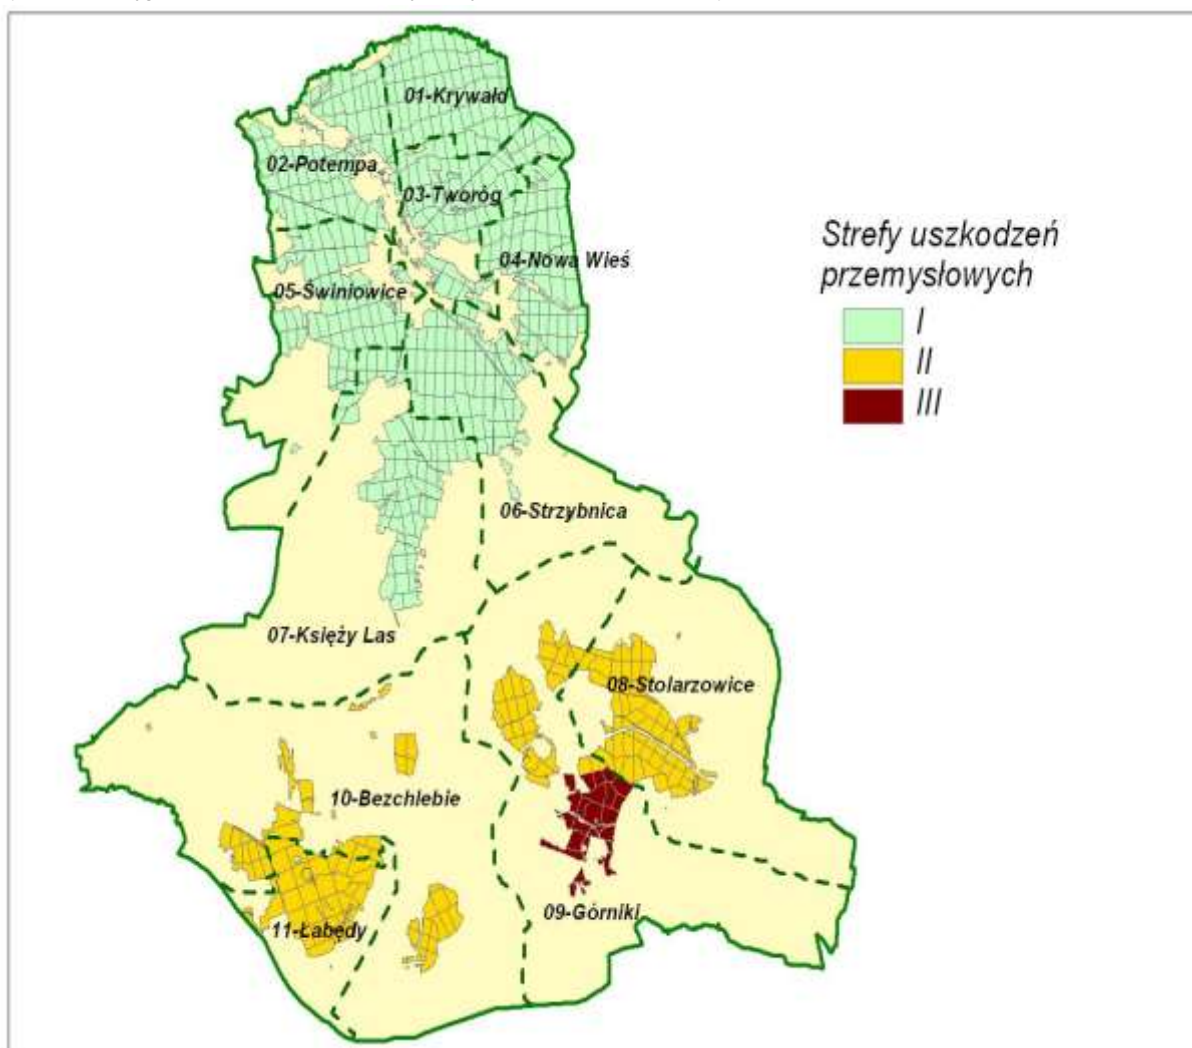 01-Krywałd
02-Potempa
03-Tworóg
04-Nowa Wieś
05-Świniowice
06-Strzybnica
07-Księży Las
08-Stolarzowice
10-Bezchlebie
09-Górniki
11-Łabędy
Strefy uszkodzeń
przemysłowych
I
II
III